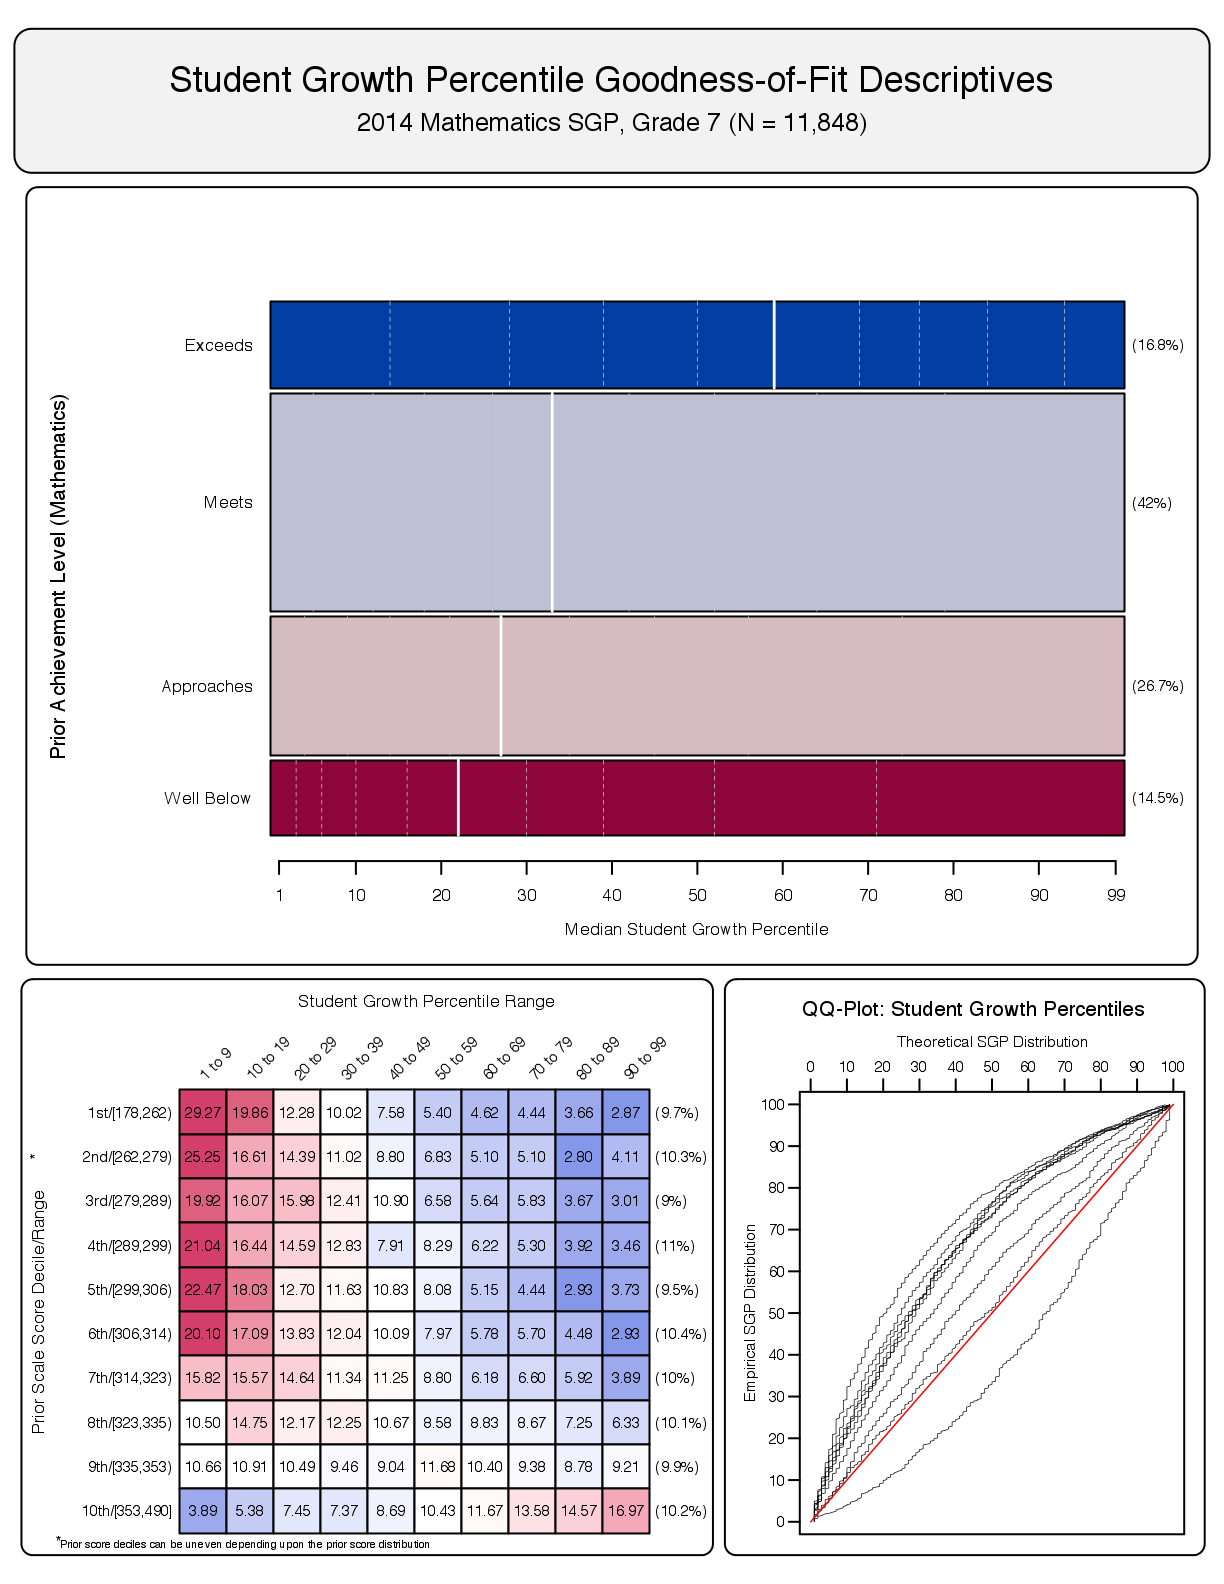 Student Growth Percentile Goodness-of-Fit Descriptives
2014 Mathematics SGP, Grade 7 (N = 11,848)
Prior Achievement Level (Mathematics)
Exceeds (16.8%)
Meets (42%)
Approaches (26.7%)
Well Below (14.5%)
1 10 20 30 40 50 60 70 80 90 99
Median Student Growth Percentile
Student Growth Percentile Range
1 to 9 10 to 19 20 to 29 30 to 39 40 to 49 50 to 59 60 to 69 70 to 79 80 to 89 90 to 99
Prior Scale Score Decile/Range *
1st/[178,262) 29.27 19.86 12.28 10.02 7.58 5.40 4.62 4.44 3.66 2.87 (9.7%)
2nd/[262,279) 25.25 16.61 14.39 11.02 8.80 6.83 5.10 5.10 2.80 4.11 (10.3%)
3rd/[279,289) 19.92 16.07 15.98 12.41 10.90 6.58 5.64 5.83 3.67 3.01 (9%)
4th/[289,299) 21.04 16.44 14.59 12.83 7.91 8.29 6.22 5.30 3.92 3.46 (11%)
5th/[299,306) 22.47 18.03 12.70 11.63 10.83 8.08 5.15 4.44 2.93 3.73 (9.5%)
6th/[306,314) 20.10 17.09 13.83 12.04 10.09 7.97 5.78 5.70 4.48 2.93 (10.4%)
7th/[314,323) 15.82 15.57 14.64 11.34 11.25 8.80 6.18 6.60 5.92 3.89 (10%)
8th/[323,335) 10.50 14.75 12.17 12.25 10.67 8.58 8.83 8.67 7.25 6.33 (10.1%)
9th/[335,353) 10.66 10.91 10.49 9.46 9.04 11.68 10.40 9.38 8.78 9.21 (9.9%)
10th/[353,490] 3.89 5.38 7.45 7.37 8.69 10.43 11.67 13.58 14.57 16.97 (10.2%)
*Prior score deciles can be uneven depending upon the prior score distribution
QQ-Plot: Student Growth Percentiles
Theoretical SGP Distribution
0 10 20 30 40 50 60 70 80 90 100
Empirical SGP Distribution
100
90
80
70
60
50
40
30
20
10
0